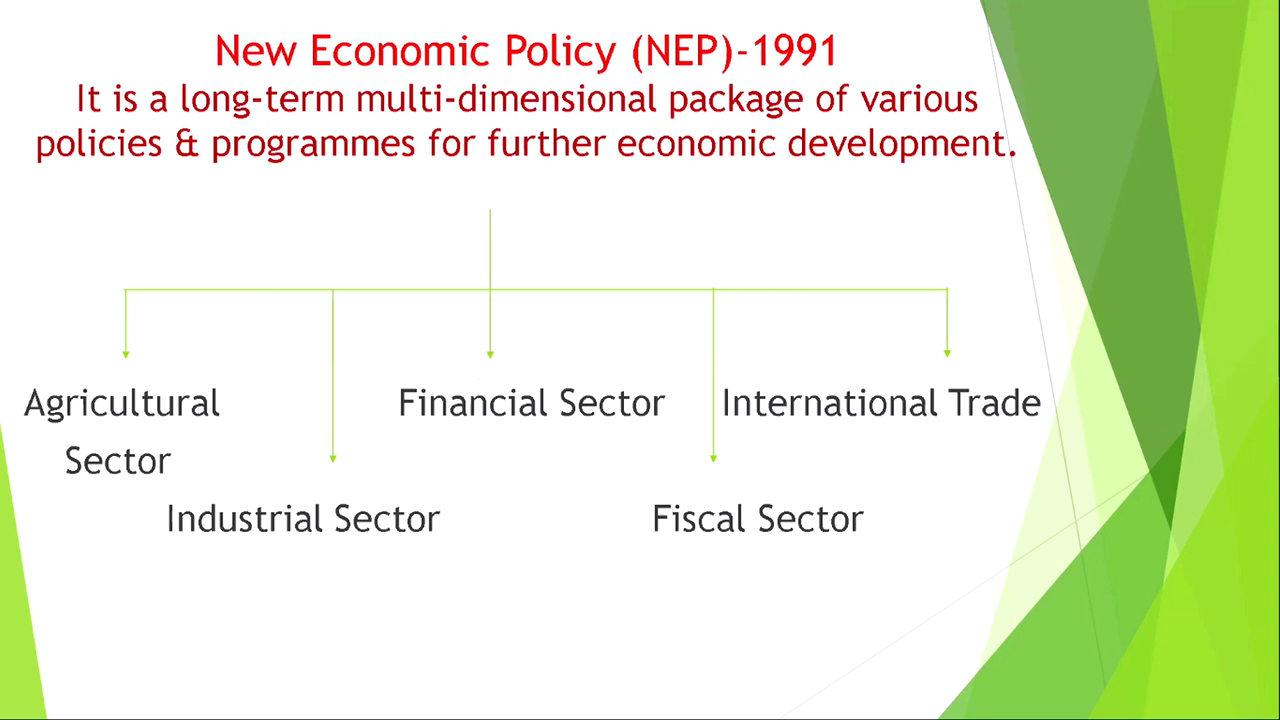 New Economic Policy (NEP)-1991
It is a long-term multi-dimensional package of various
policies & programmes for further economic development.
Agricultural
Sector
Financial Sector
International Trade
Industrial Sector
Fiscal Sector